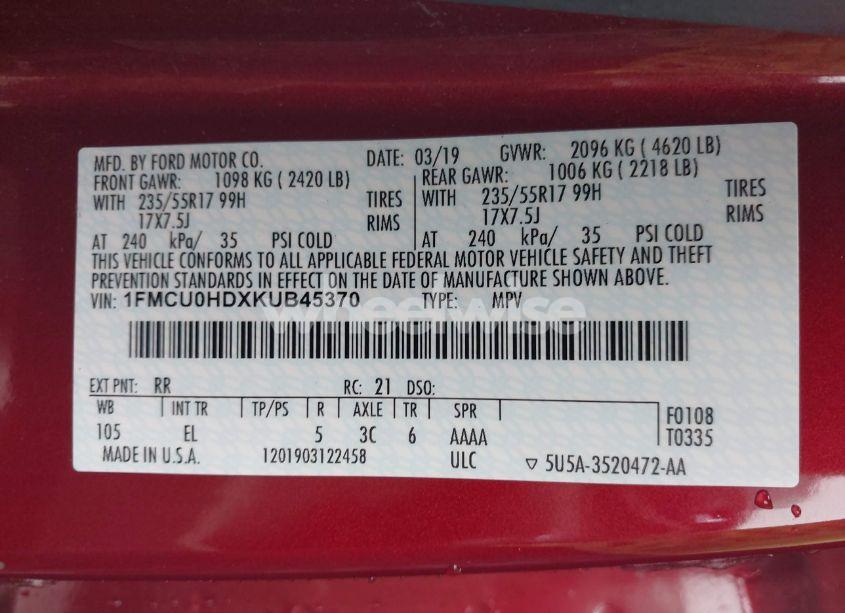 MFD. BY FORD MOTOR CO. DATE: 03/19 GVWR: 2096 KG ( 4620 LB)
FRONT GAWR: 1098 KG ( 2420 LB) REAR GAWR: 1006 KG ( 2218 LB)
WITH 235/55R17 99H TIRES WITH 235/55R17 99H TIRES
17X7.5J RIMS 17X7.5J RIMS
AT 240 kPa/ 35 PSI COLD AT 240 kPa/ 35 PSI COLD
THIS VEHICLE CONFORMS TO ALL APPLICABLE FEDERAL MOTOR VEHICLE SAFETY AND THEFT
PREVENTION STANDARDS IN EFFECT ON THE DATE OF MANUFACTURE SHOWN ABOVE.
VIN: 1FMCU0HDXKUB45370 TYPE: MPV
wheelwise
EXT PNT: RR RC: 21 DSO:
WB INT TR TP/PS R AXLE TR SPR F0108
105 EL 5 3C 6 AAAA T0335
MADE IN U.S.A. 1201903122458 ULC ▽ 5U5A-3520472-AA